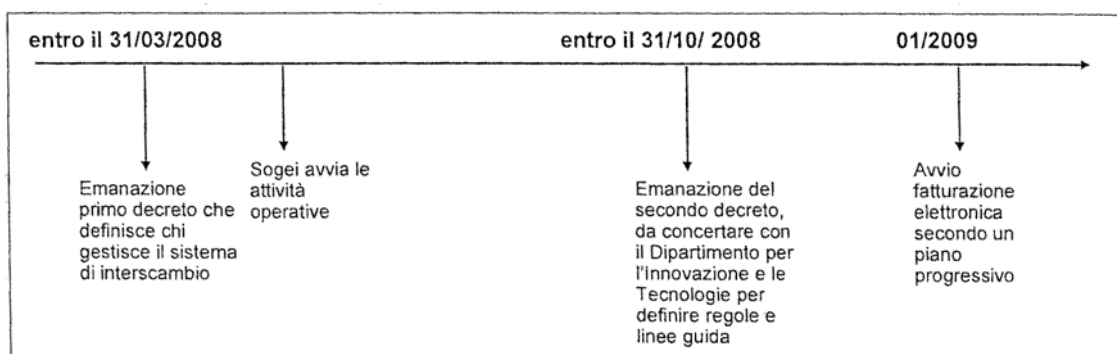 entro il 31/03/2008
entro il 31/10/ 2008
01/2009
Emanazione
primo decreto che
definisce chi
gestisce il sistema
di interscambio
Sogei avvia le
attività
operative
Emanazione del
secondo decreto,
da concertare con
il Dipartimento per
l'Innovazione e le
Tecnologie per
definire regole e
linee guida
Avvio
fatturazione
elettronica
secondo un
piano
progressivo